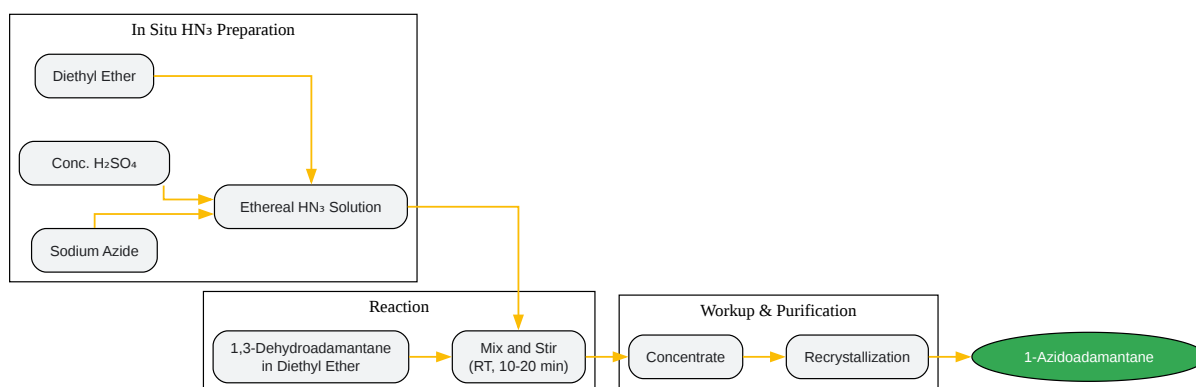 In Situ HN₃ Preparation
Diethyl Ether
Conc. H₂SO₄
Ethereal HN₃ Solution
Sodium Azide
Reaction
1,3-Dehydroadamantane
in Diethyl Ether
Mix and Stir
(RT, 10-20 min)
Workup & Purification
Concentrate
Recrystallization
1-Azidoadamantane